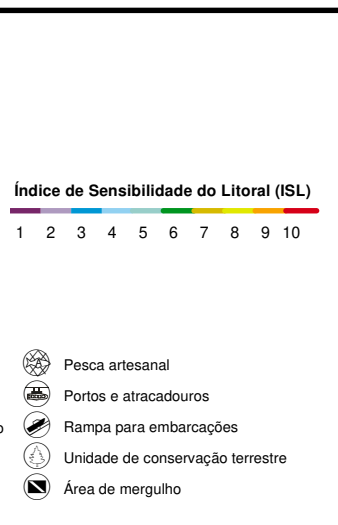 Índice de Sensibilidade do Litoral (ISL)
1 2 3 4 5 6 7 8 9 10
Pesca artesanal
Portos e atracadouros
o Rampa para embarcações
Unidade de conservação terrestre
Área de mergulho